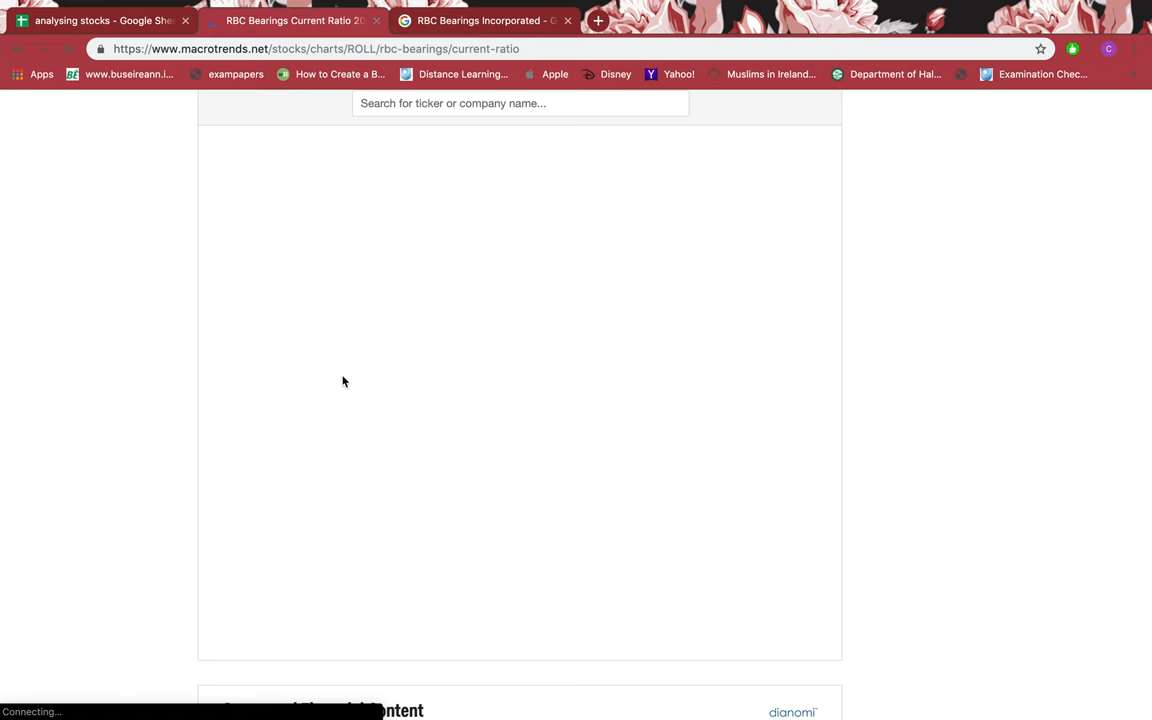 analysing stocks - Google She
RBC Bearings Current Ratio 20
RBC Bearings Incorporated - G
https://www.macrotrends.net/stocks/charts/ROLL/rbc-bearings/current-ratio
C
Apps
BÉ www.buseireann.i...
exampapers
How to Create a B...
Distance Learning...
Apple
Disney
Y Yahoo!
Muslims in Ireland...
Department of Hal...
Examination Chec...
Search for ticker or company name...
Content
dianomi
Connecting...